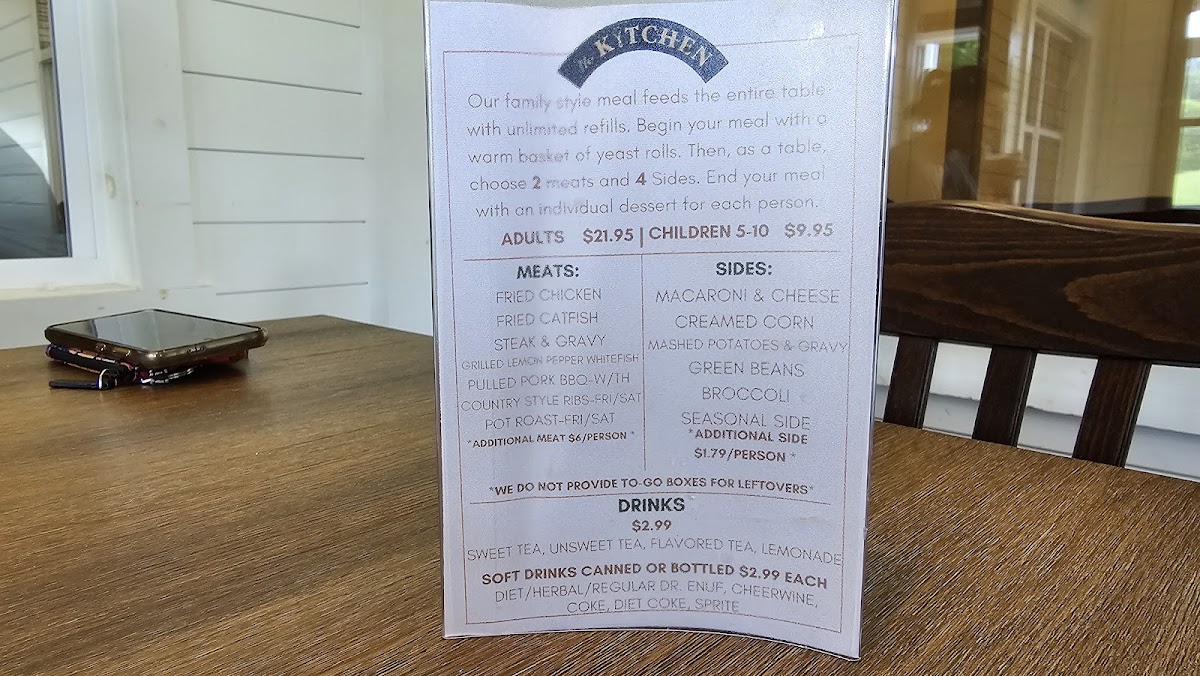 The KITCHEN
Our family style meal feeds the entire table
with unlimited refills. Begin your meal with a
warm basket of yeast rolls. Then, as a table,
choose 2 meats and 4 Sides. End your meal
with an individual dessert for each person.
ADULTS $21.95 | CHILDREN 5-10 $9.95
MEATS:
FRIED CHICKEN
FRIED CATFISH
STEAK & GRAVY
GRILLED LEMON PEPPER WHITEFISH
PULLED PORK BBQ-W/TH
COUNTRY STYLE RIBS-FRI/SAT
POT ROAST-FRI/SAT
*ADDITIONAL MEAT $6/PERSON *
SIDES:
MACARONI & CHEESE
CREAMED CORN
MASHED POTATOES & GRAVY
GREEN BEANS
BROCCOLI
SEASONAL SIDE
*ADDITIONAL SIDE
$1.79/PERSON *
*WE DO NOT PROVIDE TO-GO BOXES FOR LEFTOVERS*
DRINKS
$2.99
SWEET TEA, UNSWEET TEA, FLAVORED TEA, LEMONADE
SOFT DRINKS CANNED OR BOTTLED $2.99 EACH
DIET/HERBAL/REGULAR DR. ENUF, CHEERWINE,
COKE, DIET COKE, SPRITE